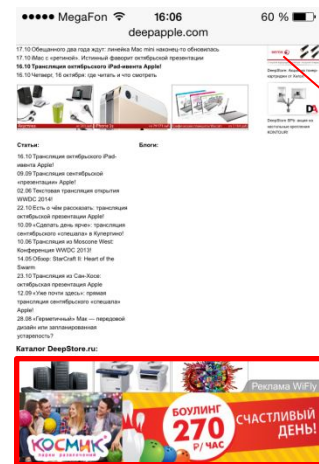 MegaFon 16:06 60 %
deepapple.com
17.10 Обещанного два года ждут: линейка Mac mini наконец-то обновилась
17.10 iMac с «ретиной». Истинный фаворит октябрьской презентации
16.10 Трансляция октябрьского iPad-ивента Apple!
16.10 Четверг, 16 октября: где читать и что смотреть
Статьи:
Блоги:
16.10 Трансляция октябрьского iPad-
ивента Apple!
09.09 Трансляция сентябрьской
«презентации» Apple!
02.06 Текстовая трансляция открытия
WWDC 2014!
22.10 Есть о чём рассказать: трансляция
октябрьской презентации Apple!
10.09 «Сделать день ярче»: трансляция
сентябрьского «спешала» в Купертино!
10.06 Трансляция из Moscone West:
Конференция WWDC 2013!
14.05 Обзор: StarCraft II: Heart of the
Swarm
23.10 Трансляция из Сан-Хосе:
октябрьская презентация Apple
12.09 «Уже почти здесь»: прямая
трансляция сентябрьского «спешала»
Apple!
28.08 «Герметичный» Mac — передовой
дизайн или запланированная
устарелость?
Каталог DeepStore.ru:
Реклама WiFly
КОСМИК
парки развлечений
БОУЛИНГ
270
Р/ ЧАС
СЧАСТЛИВЫЙ
ДЕНЬ!